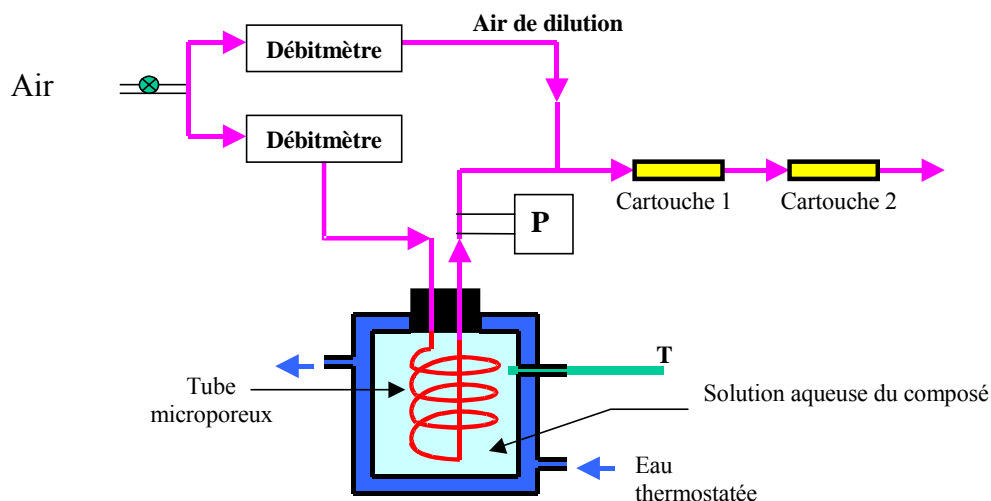 Air de dilution
Débitmètre
Air
Débitmètre
Cartouche 1
Cartouche 2
P
T
Tube
microporeux
Solution aqueuse du composé
Eau
thermostatée